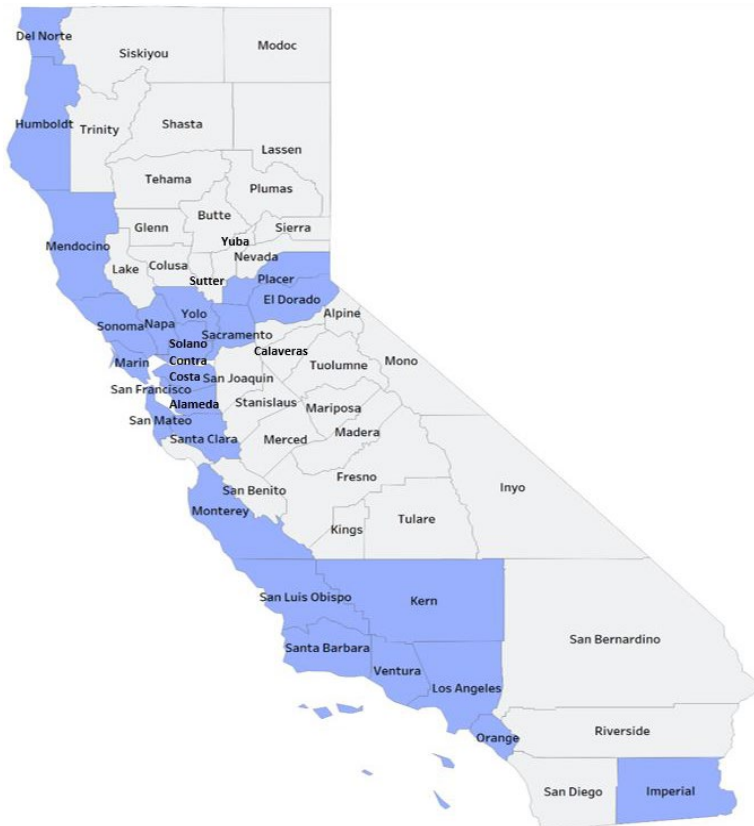 Del Norte
Siskiyou
Modoc
Humboldt
Trinity
Shasta
Lassen
Tehama
Plumas
Butte
Glenn
Sierra
Yuba
Mendocino
Nevada
Lake
Colusa
Sutter
Placer
El Dorado
Yolo
Alpine
Sonoma
Napa
Sacramento
Solano
Calaveras
Marin
Contra
Costa
Tuolumne
Mono
San Joaquin
San Francisco
Alameda
Stanislaus
Mariposa
San Mateo
Madera
Santa Clara
Merced
Fresno
San Benito
Inyo
Monterey
Kings
Tulare
San Luis Obispo
Kern
San Bernardino
Santa Barbara
Ventura
Los Angeles
Riverside
Orange
San Diego
Imperial